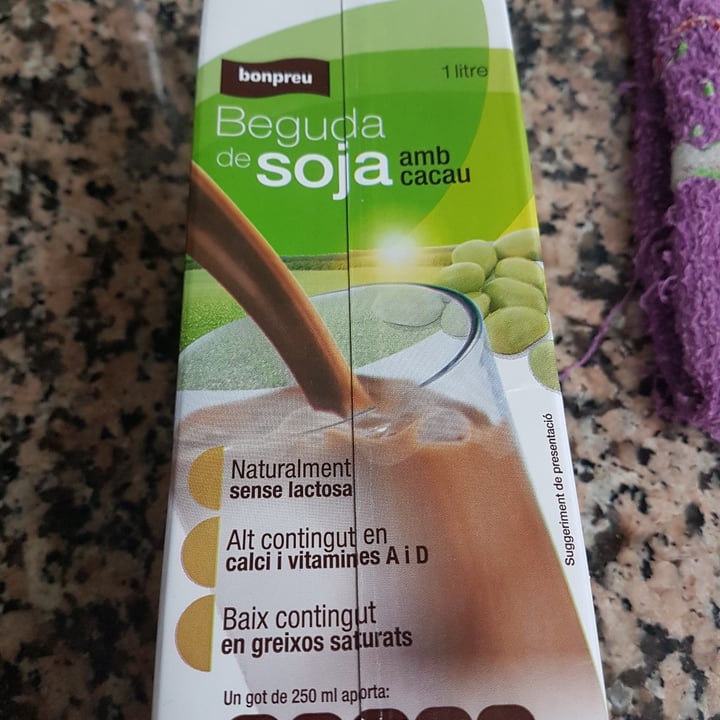 bonpreu
1 litre
Beguda
de soja amb
cacau
Naturalment
sense lactosa
Alt contingut en
calci i vitamines A i D
Baix contingut
en greixos saturats
Suggeriment de presentació
Un got de 250 ml aporta: